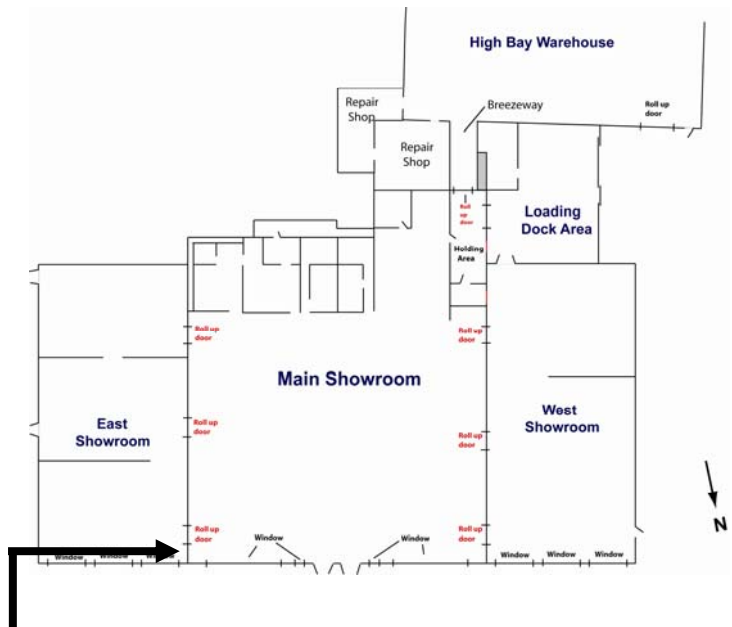 High Bay Warehouse
Repair
Shop
Breezeway
Roll up
door
Repair
Shop
Roll
up
door
Loading
Dock Area
Holding
Area
Roll up
door
Roll up
door
Main Showroom
East
Showroom
Roll up
door
West
Showroom
Roll up
door
N
Roll up
door
Window
Window
Roll up
door
Window
Window
Window
Window
Window
Window